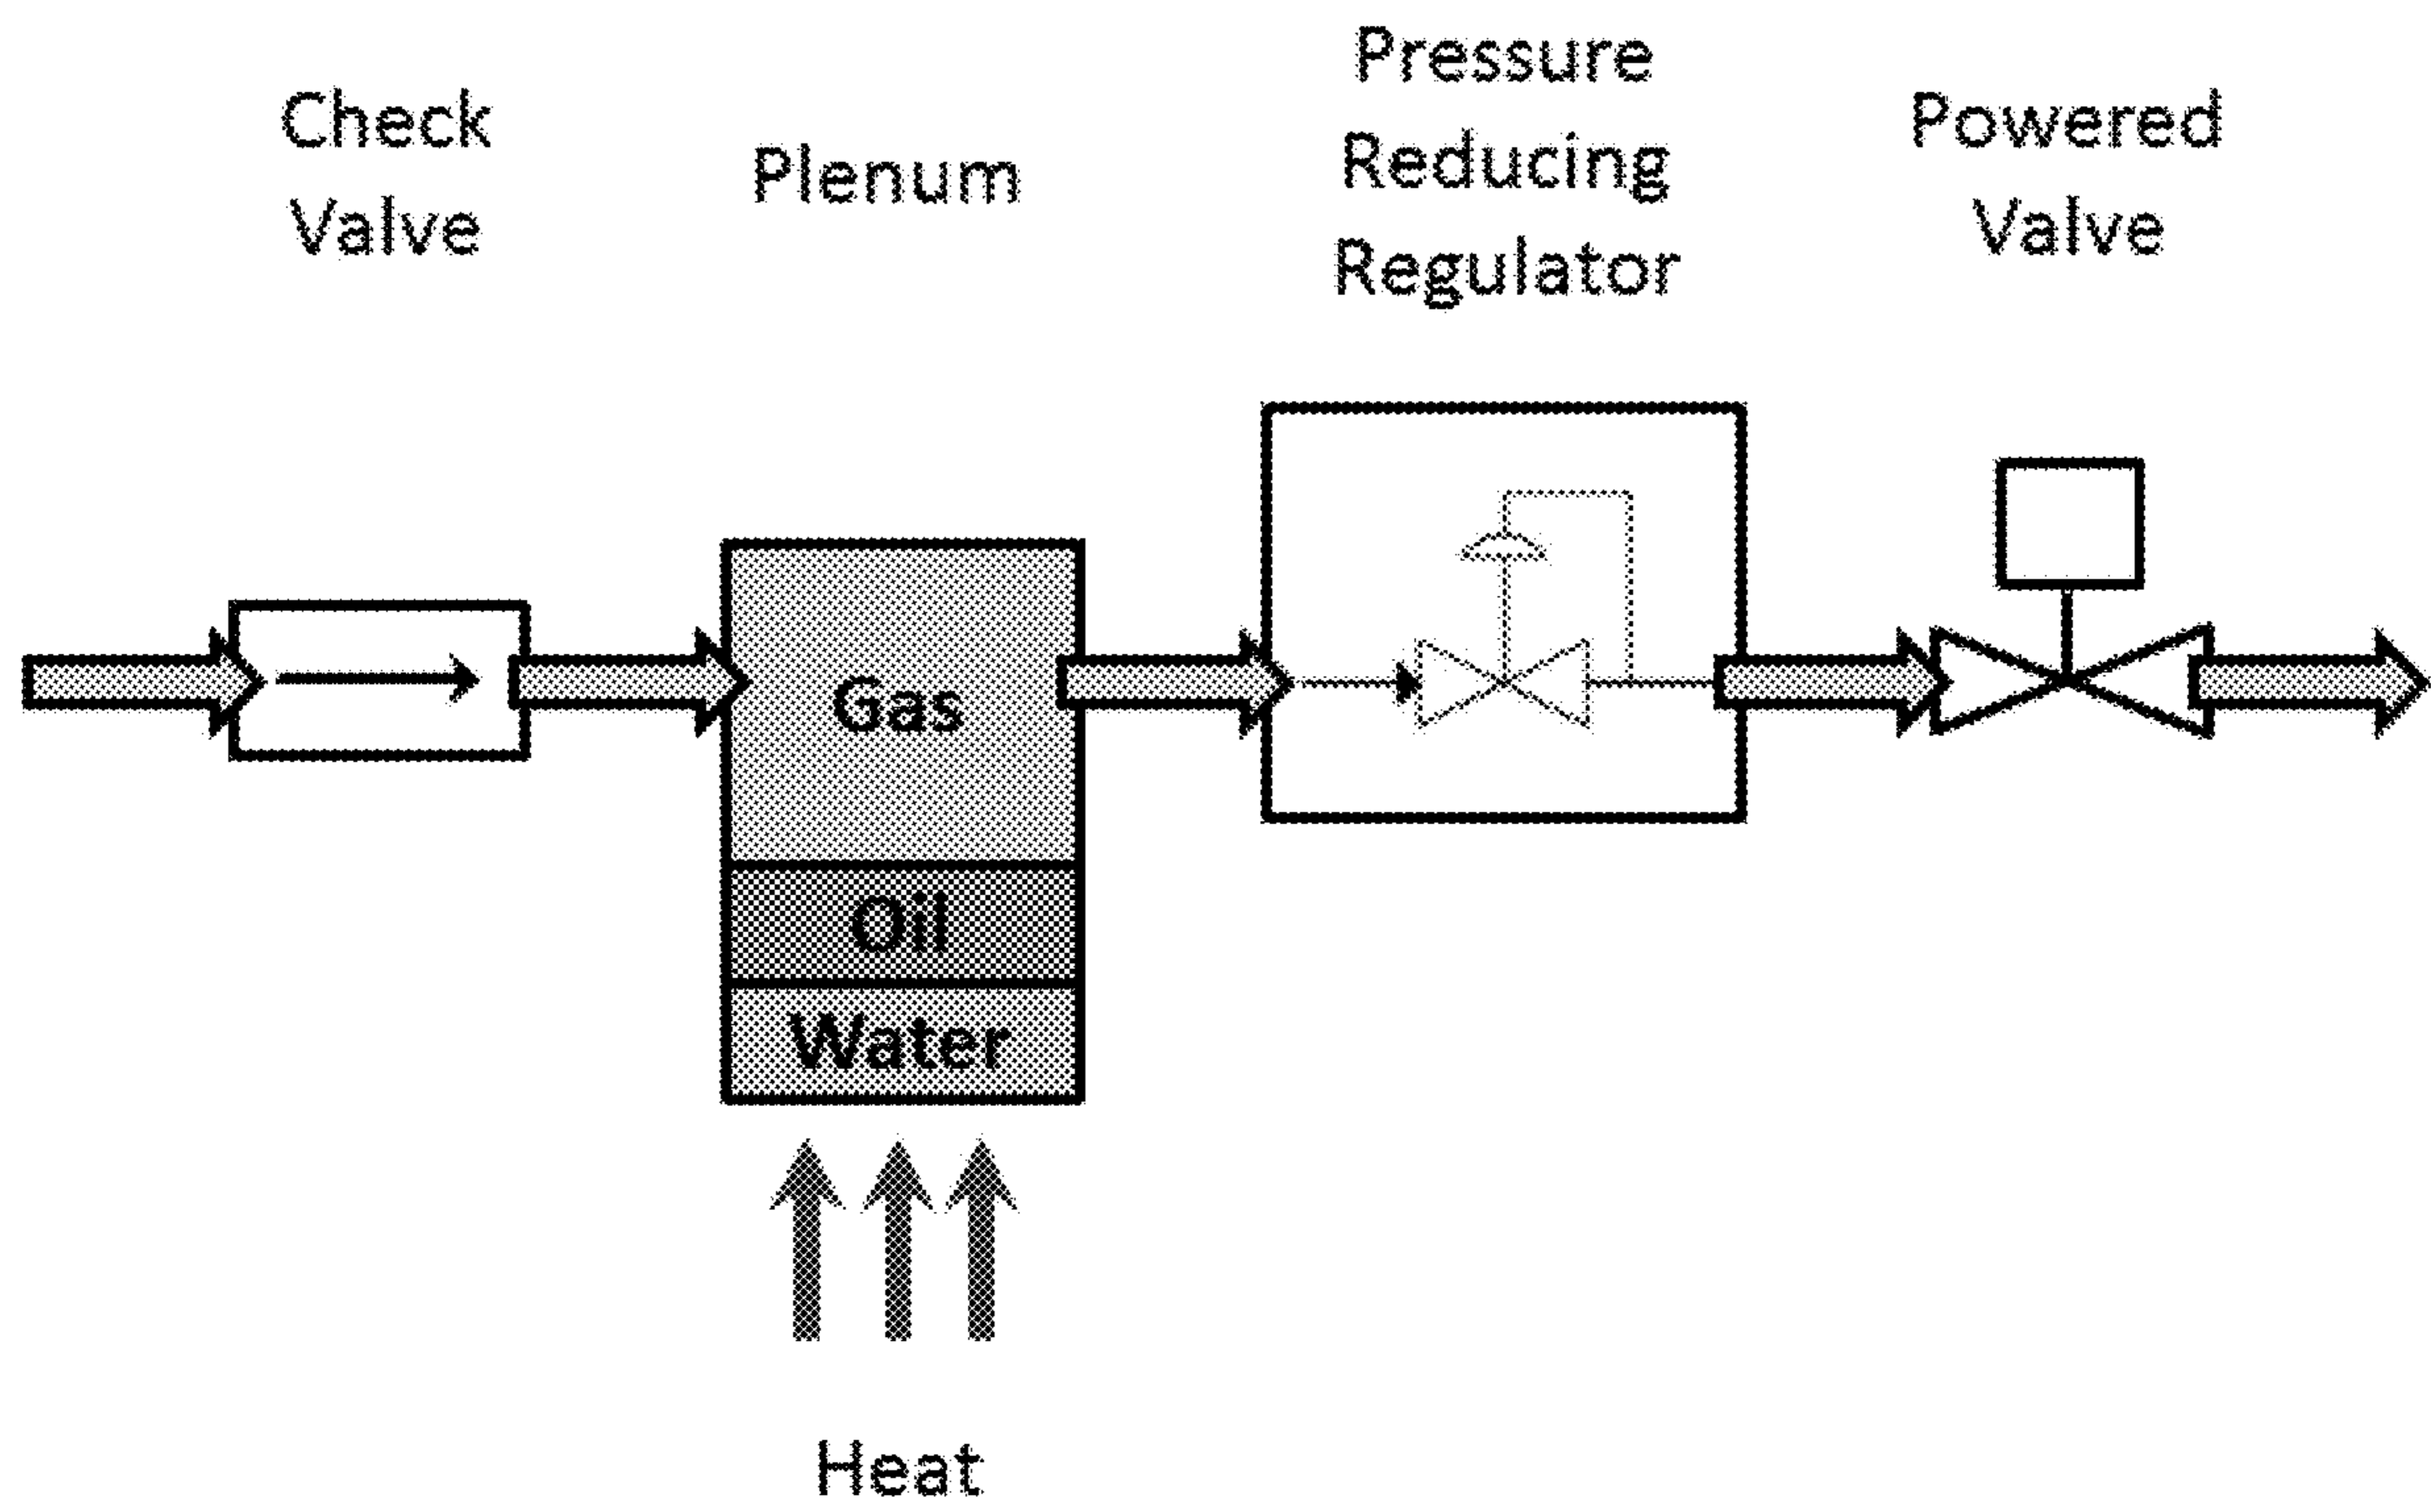 Check
Valve
Plenum
Pressure
Reducing
Regulator
Powered
Valve
Gas
Oil
Water
Heat